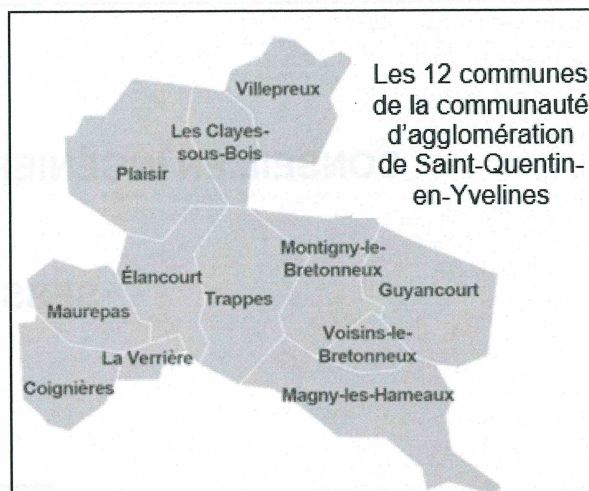 Les 12 communes
de la communauté
d'agglomération
de Saint-Quentin-
en-Yvelines
Villepreux
Les Clayes-
sous-Bois
Plaisir
Montigny-le-
Bretonneux
Élancourt
Trappes
Guyancourt
Maurepas
Voisins-le-
Bretonneux
La Verrière
Coignières
Magny-les-Hameaux